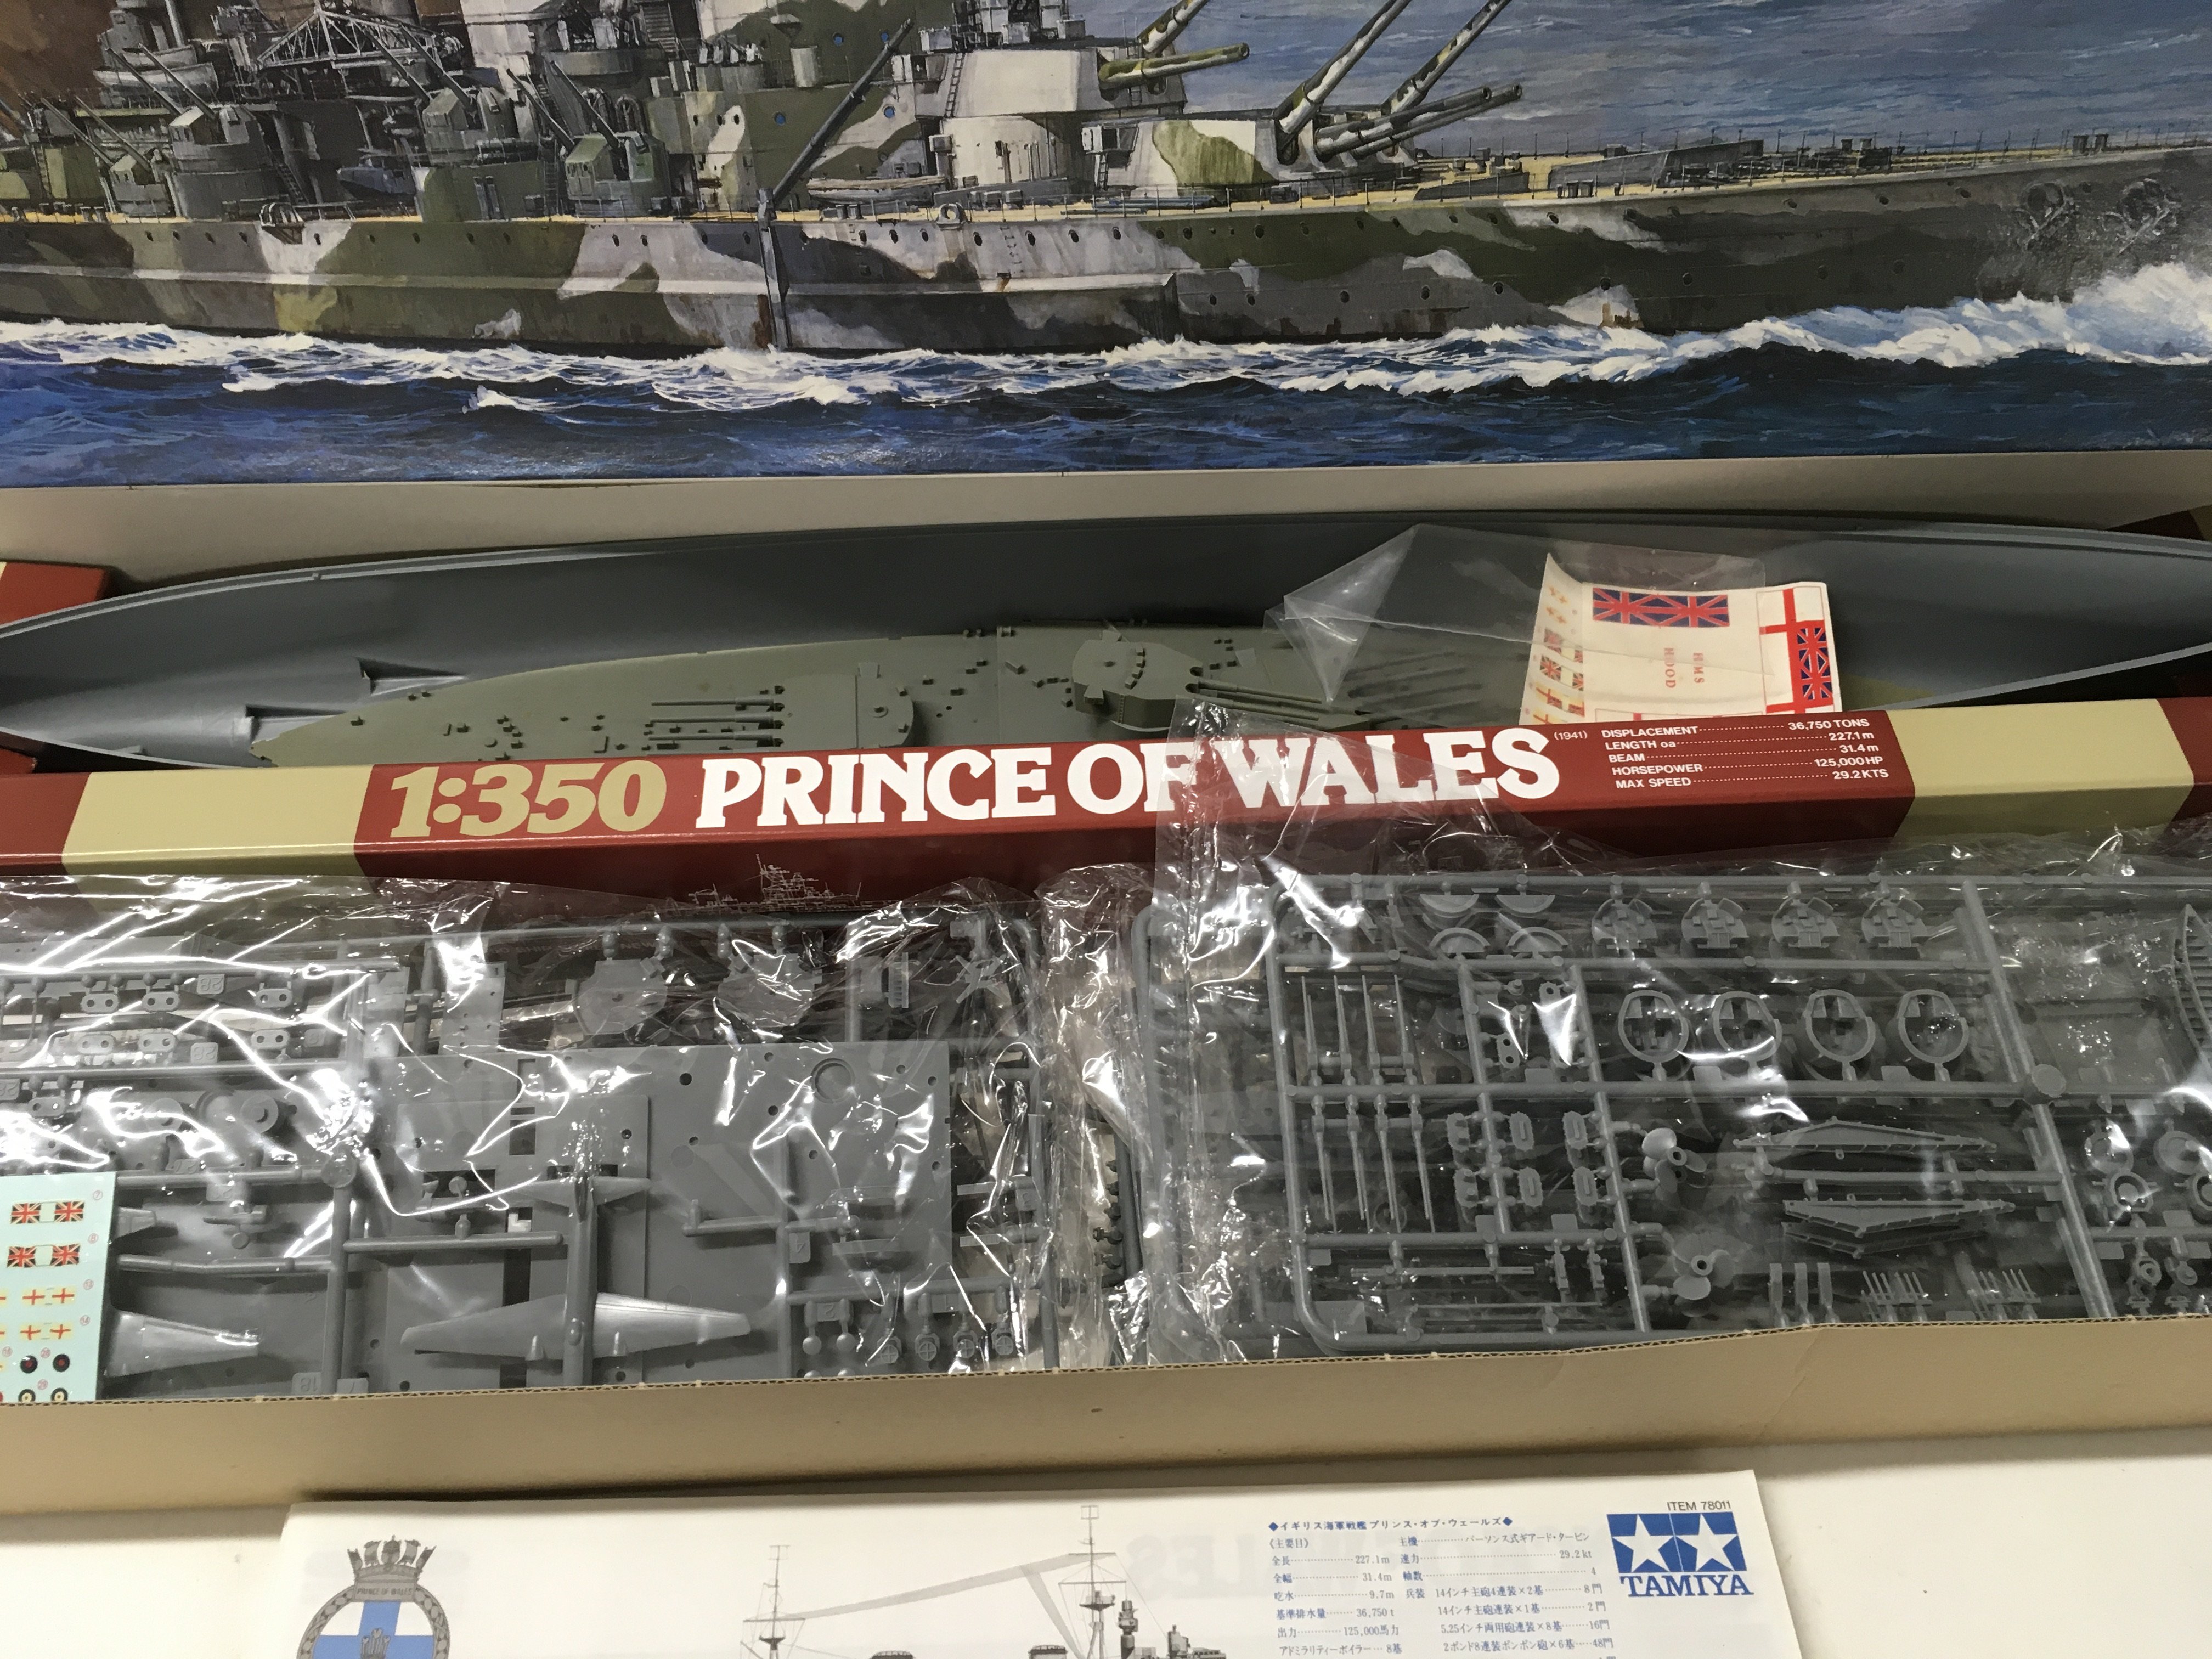 HMS
HOOD
1:350 PRINCE OF WALES (1941)
DISPLACEMENT 36,750 TONS
LENGTH oa 227.1m
BEAM 31.4m
HORSEPOWER 125,000HP
MAX SPEED 29.2KTS
ITEM 78011
TAMIYA
PRINCE OF WALES
◆イギリス海軍戦艦プリンス・オブ・ウェールズ◆
《主要目》
全長 227.1m
全幅 31.4m
吃水 9.7m
基準排水量 36,750t
出力 125,000馬力
アドミラリティーボイラー 8基
主機 パーソンス式ギアード・タービン
速力 29.2kt
軸数 4
兵装 14インチ主砲4連装×2基 8門
14インチ主砲連装×1基 2門
5.25インチ両用砲連装×8基 16門
2ポンド8連装ポンポン砲×6基 48門